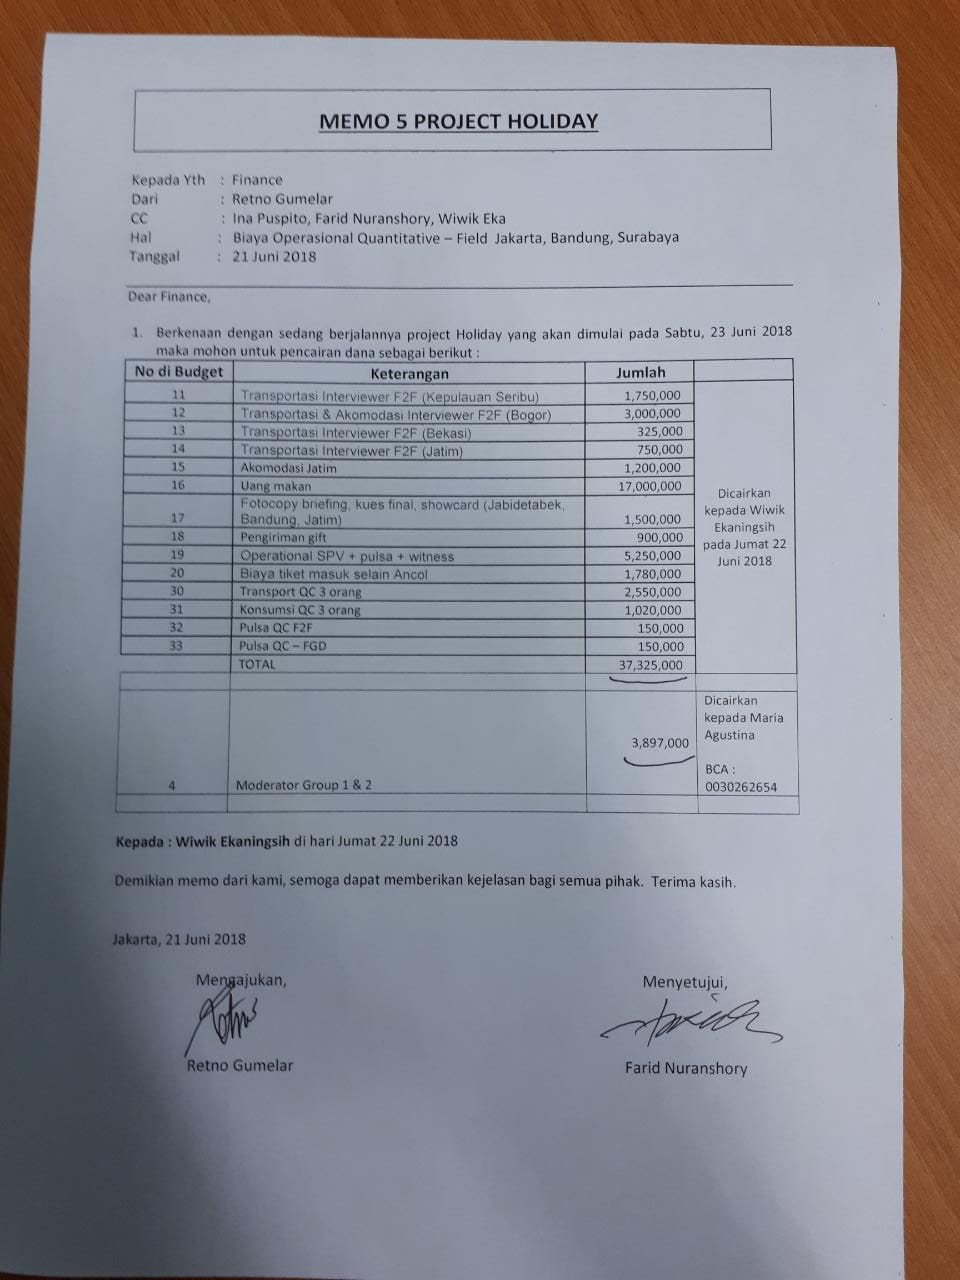 MEMO 5 PROJECT HOLIDAY
Kepada Yth : Finance
Dari : Retno Gumelar
CC : Ina Puspito, Farid Nuranshory, Wiwik Eka
Hal : Biaya Operasional Quantitative – Field Jakarta, Bandung, Surabaya
Tanggal : 21 Juni 2018
Dear Finance,
1. Berkenaan dengan sedang berjalannya project Holiday yang akan dimulai pada Sabtu, 23 Juni 2018
maka mohon untuk pencairan dana sebagai berikut :
No di Budget Keterangan Jumlah
11 Transportasi Interviewer F2F (Kepulauan Seribu) 1,750,000
12 Transportasi & Akomodasi Interviewer F2F (Bogor) 3,000,000
13 Transportasi Interviewer F2F (Bekasi) 325,000
14 Transportasi Interviewer F2F (Jatim) 750,000
15 Akomodasi Jatim 1,200,000
16 Uang makan 17,000,000
Fotocopy briefing, kues final, showcard (Jabidetabek,
17 Bandung, Jatim) 1,500,000
18 Pengiriman gift 900,000
19 Operational SPV + pulsa + witness 5,250,000
20 Biaya tiket masuk selain Ancol 1,780,000
30 Transport QC 3 orang 2,550,000
31 Konsumsi QC 3 orang 1,020,000
32 Pulsa QC F2F 150,000
33 Pulsa QC – FGD 150,000
TOTAL 37,325,000
Dicairkan
kepada Wiwik
Ekaningsih
pada Jumat 22
Juni 2018
4 Moderator Group 1 & 2 3,897,000
Dicairkan
kepada Maria
Agustina
BCA :
0030262654
Kepada : Wiwik Ekaningsih di hari Jumat 22 Juni 2018
Demikian memo dari kami, semoga dapat memberikan kejelasan bagi semua pihak. Terima kasih.
Jakarta, 21 Juni 2018
Mengajukan, Menyetujui,
Retno Gumelar Farid Nuranshory